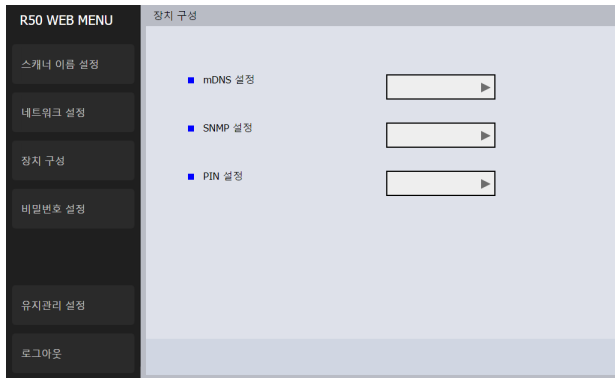 R50 WEB MENU
스캐너 이름 설정
네트워크 설정
장치 구성
비밀번호 설정
유지관리 설정
로그아웃
장치 구성
mDNS 설정
SNMP 설정
PIN 설정